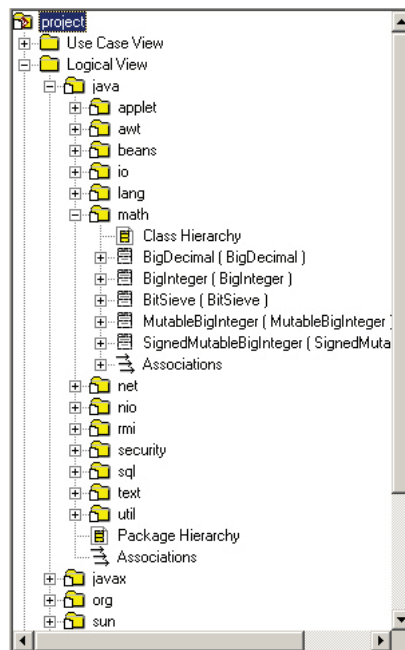 project
Use Case View
Logical View
java
applet
awt
beans
io
lang
math
Class Hierarchy
BigDecimal ( BigDecimal )
BigInteger ( BigInteger )
BitSieve ( BitSieve )
MutableBigInteger ( MutableBigInteger )
SignedMutableBigInteger ( SignedMuta
Associations
net
nio
rmi
security
sql
text
util
Package Hierarchy
Associations
javax
org
sun